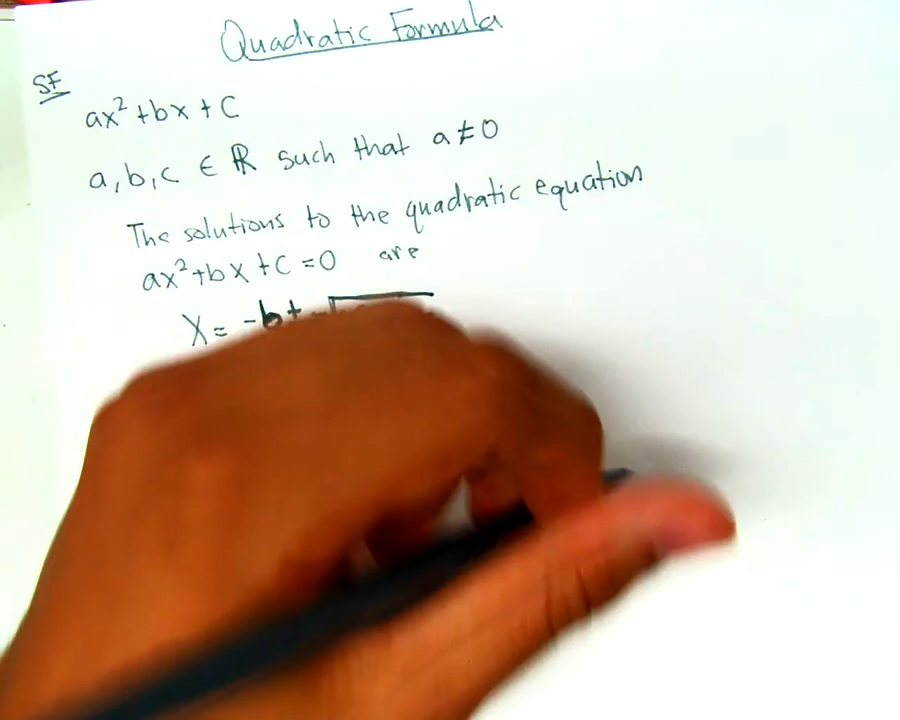 Quadratic Formula
SF
ax² + bx + c
a, b, c ∈ ℝ such that a ≠ 0
The solutions to the quadratic equation
ax² + bx + c = 0 are
X = -b ± √